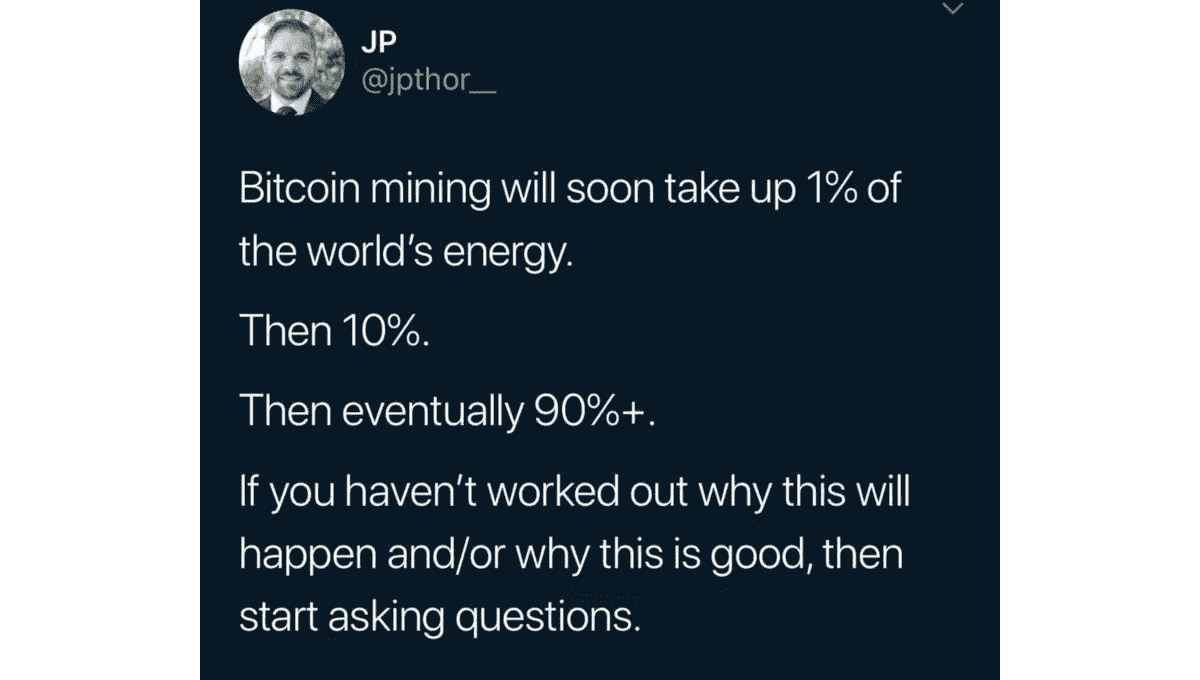 JP
@jpthor__
Bitcoin mining will soon take up 1% of
the world's energy.
Then 10%.
Then eventually 90%+.
If you haven't worked out why this will
happen and/or why this is good, then
start asking questions.